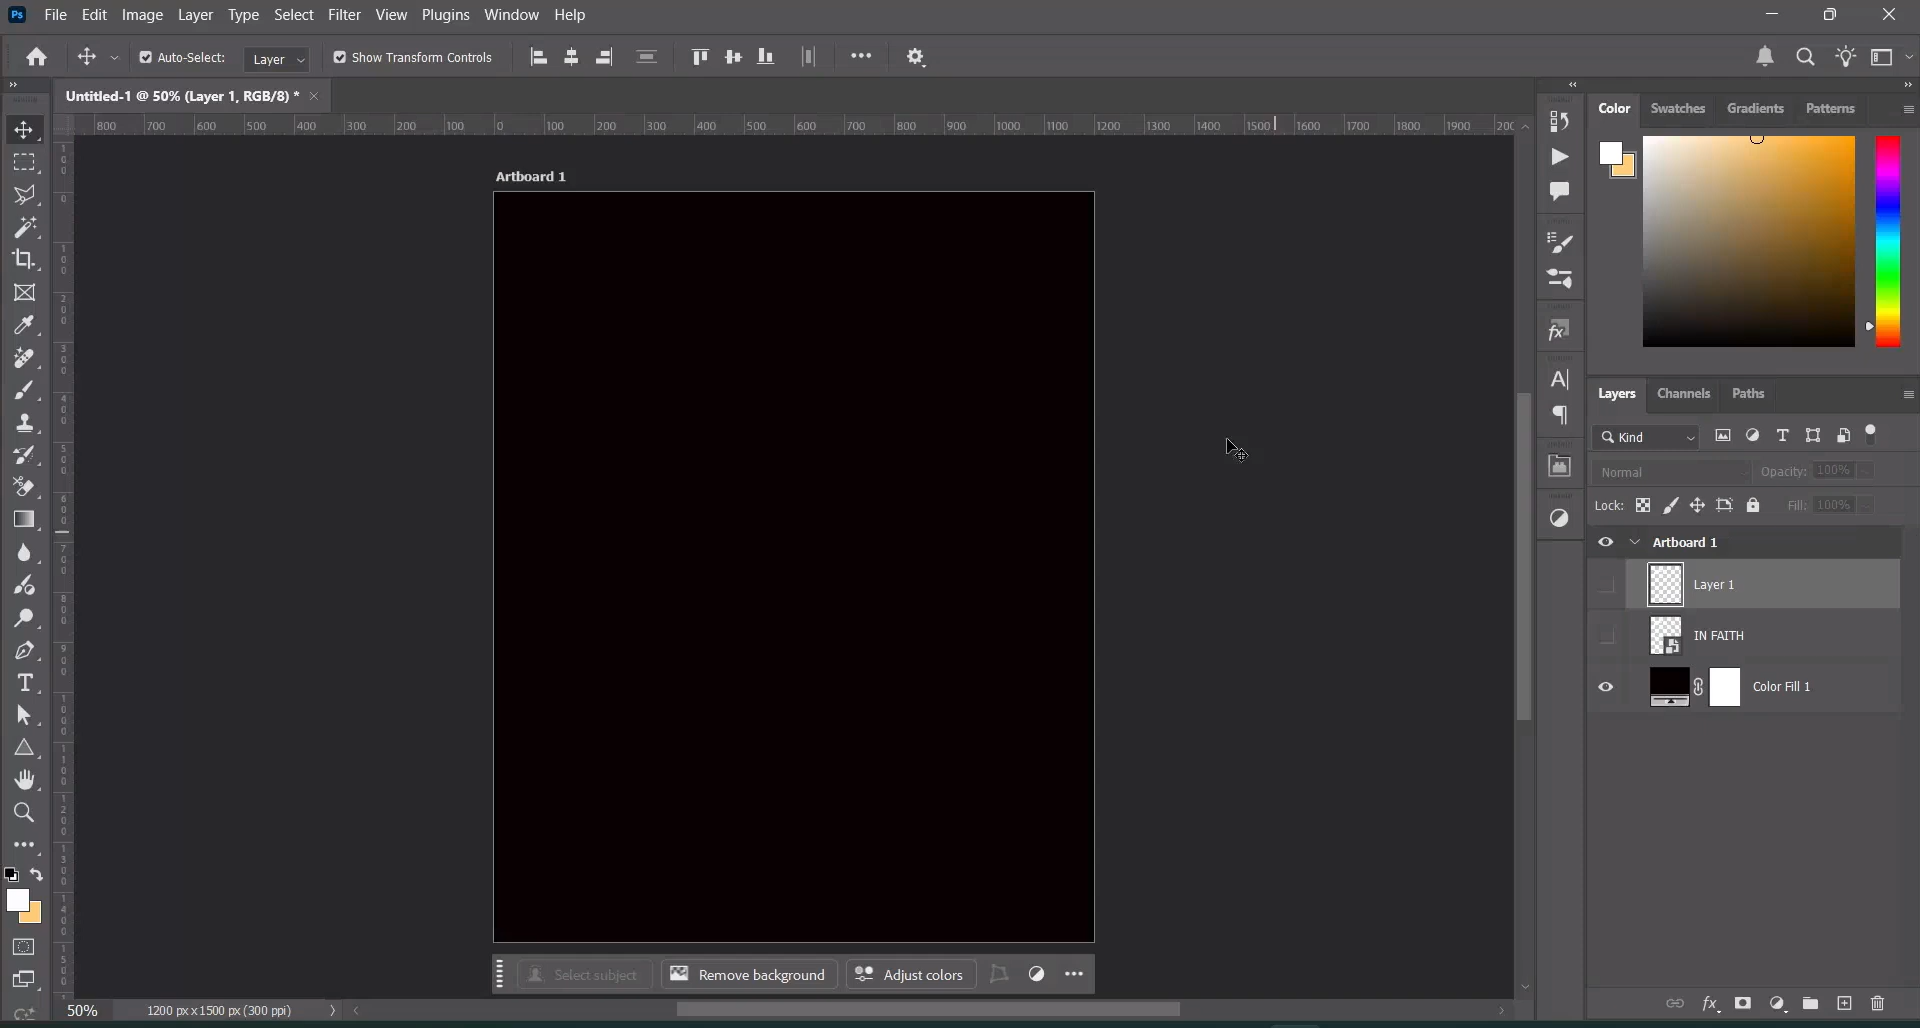 Ps File Edit Image Layer Type Select Filter View Plugins Window Help
Auto-Select: Layer Show Transform Controls
Untitled-1 @ 50% (Layer 1, RGB/8) *
800 700 600 500 400 300 200 100 0 100 200 300 400 500 600 700 800 900 1000 1100 1200 1300 1400 1500 1600 1700 1800 1900
Color Swatches Gradients Patterns
Artboard 1
Layers Channels Paths
Kind
Normal Opacity: 100%
Lock: Fill: 100%
Artboard 1
Layer 1
IN FAITH
Color Fill 1
Select subject Remove background Adjust colors
50% 1200 px x 1500 px (300 ppi)